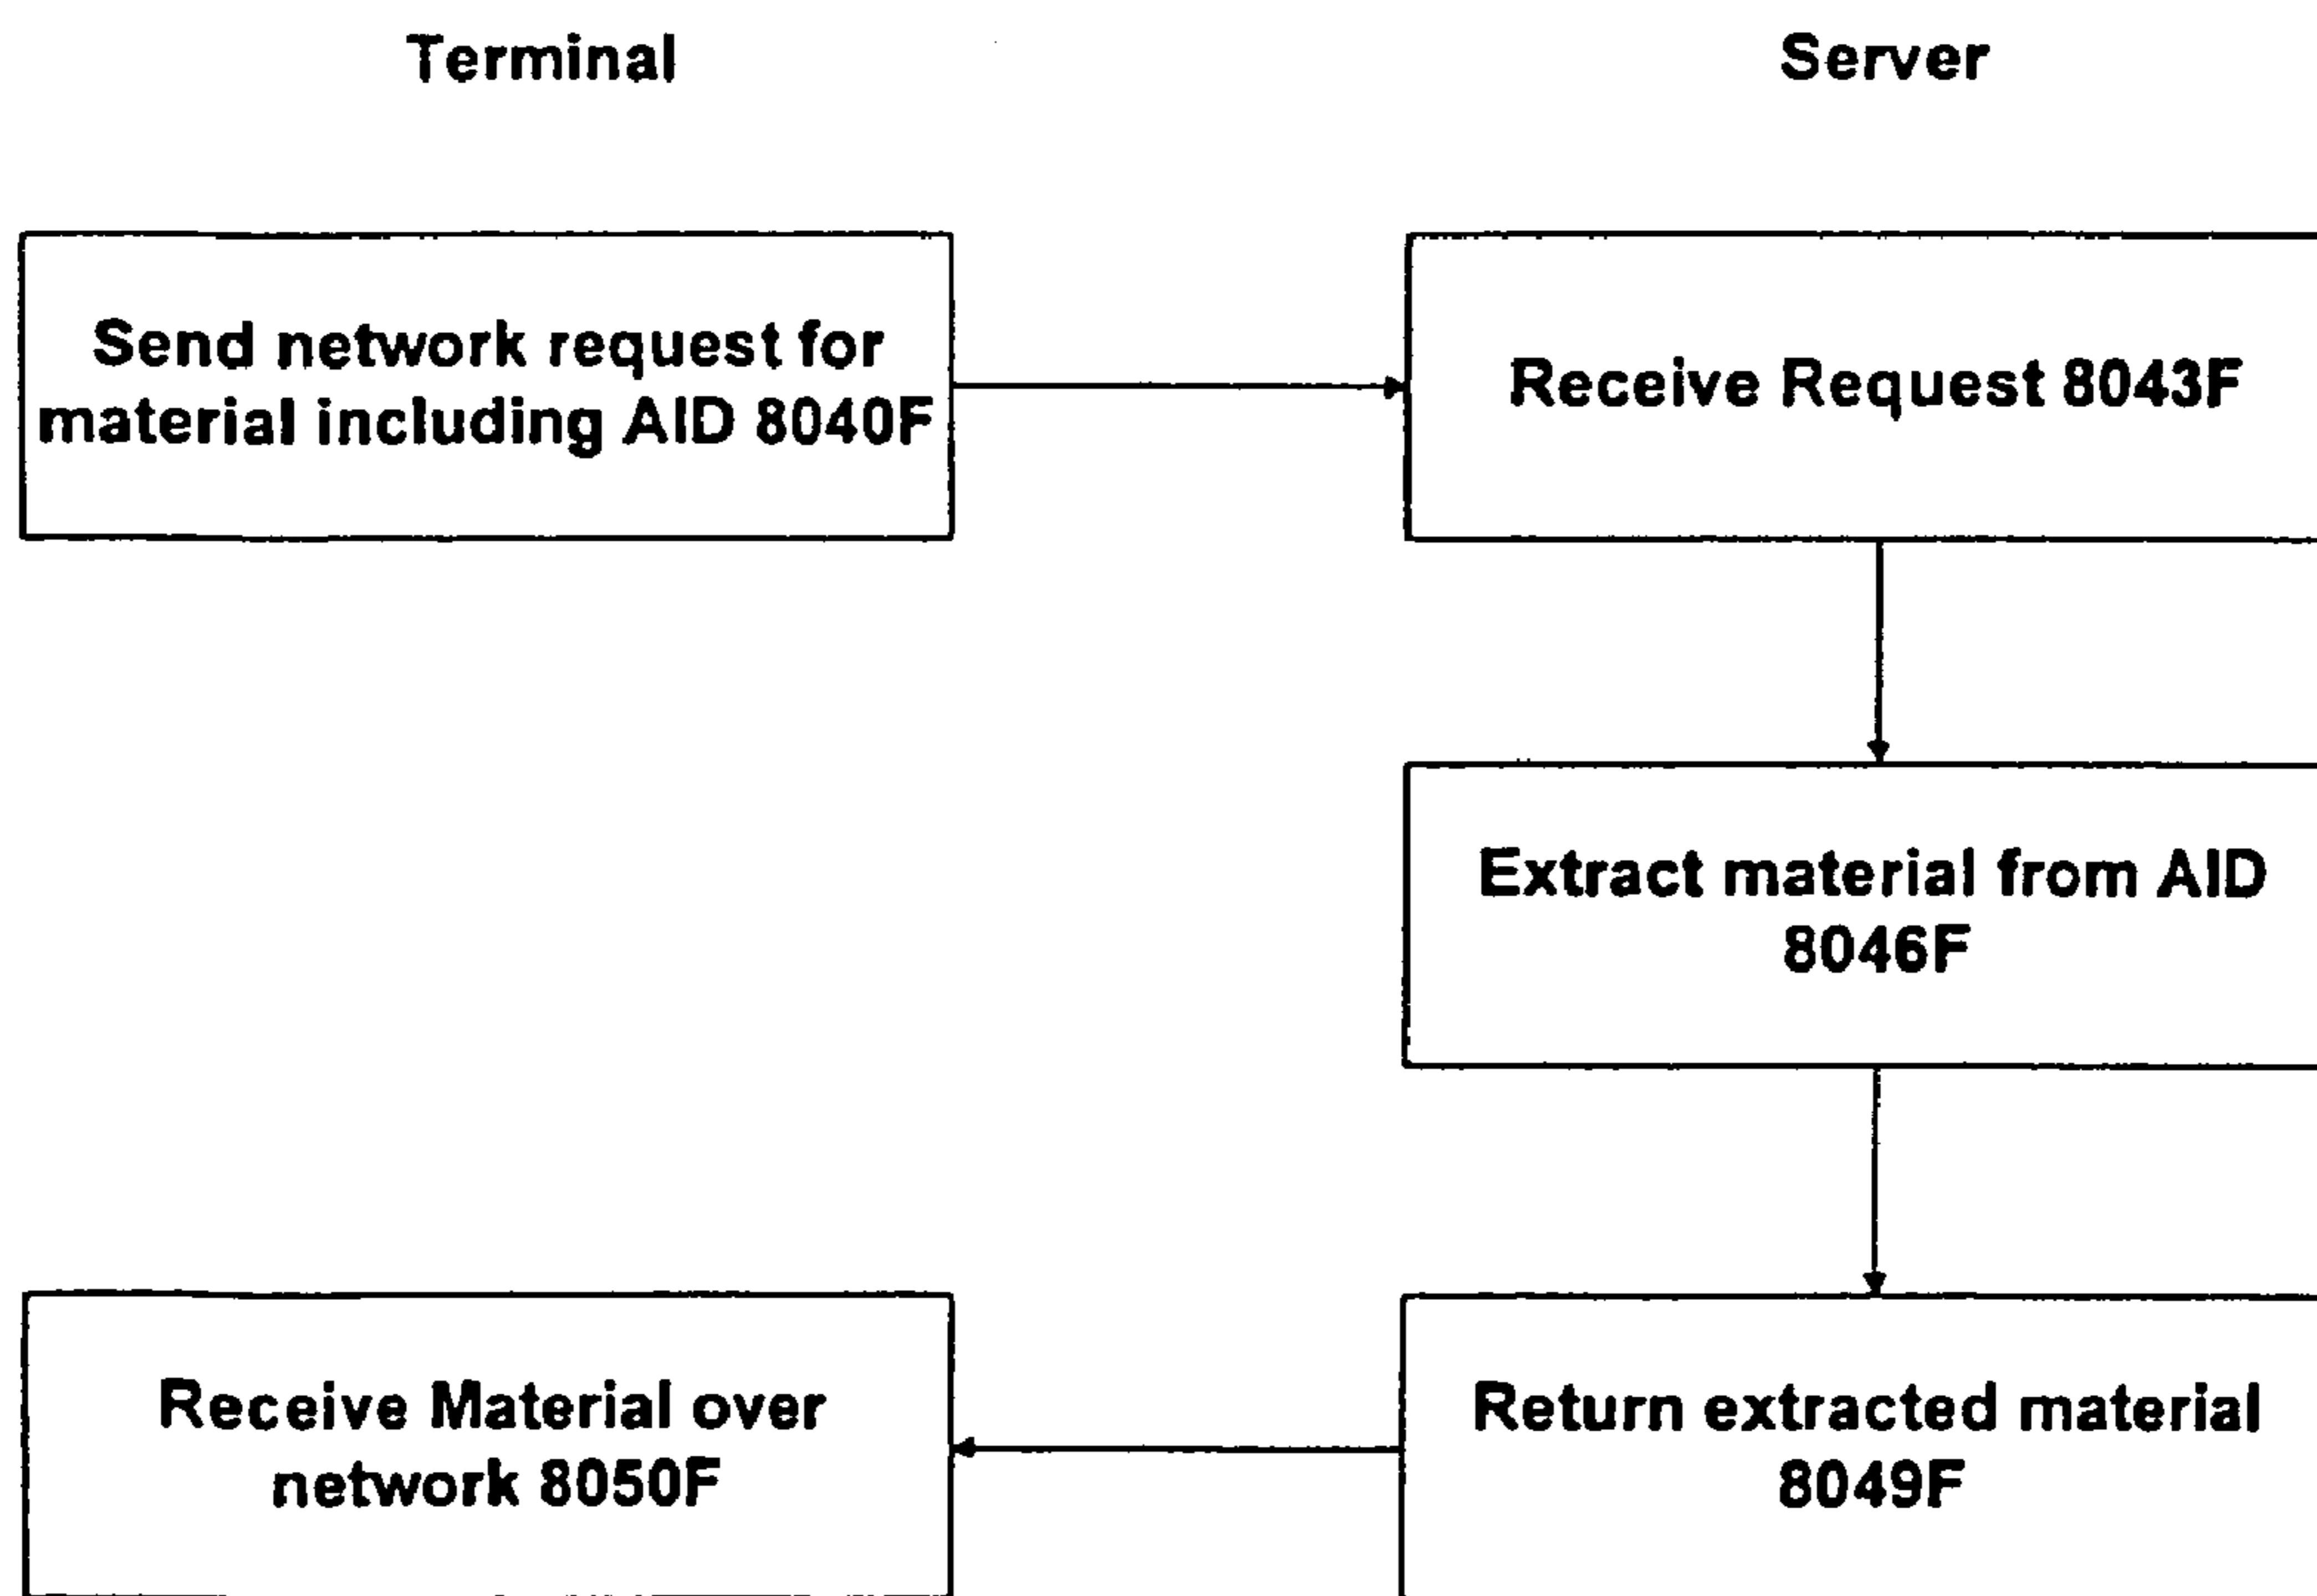 Terminal
Server
Send network request for
material including AID 8040F
Receive Request 8043F
Extract material from AID
8046F
Return extracted material
8049F
Receive Material over
network 8050F